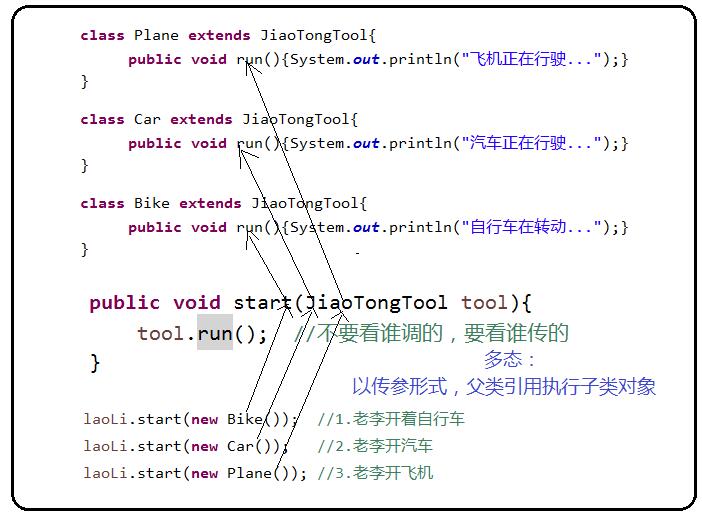 class Plane extends JiaoTongTool{
public void run(){System.out.println("飞机正在行驶...");}
}
class Car extends JiaoTongTool{
public void run(){System.out.println("汽车正在行驶...");}
}
class Bike extends JiaoTongTool{
public void run(){System.out.println("自行车在转动...");}
}
public void start(JiaoTongTool tool){
tool.run(); //不要看谁调的，要看谁传的
}
多态：
以传参形式，父类引用执行子类对象
laoLi.start(new Bike()); //1.老李开着自行车
laoLi.start(new Car()); //2.老李开汽车
laoLi.start(new Plane()); //3.老李开飞机